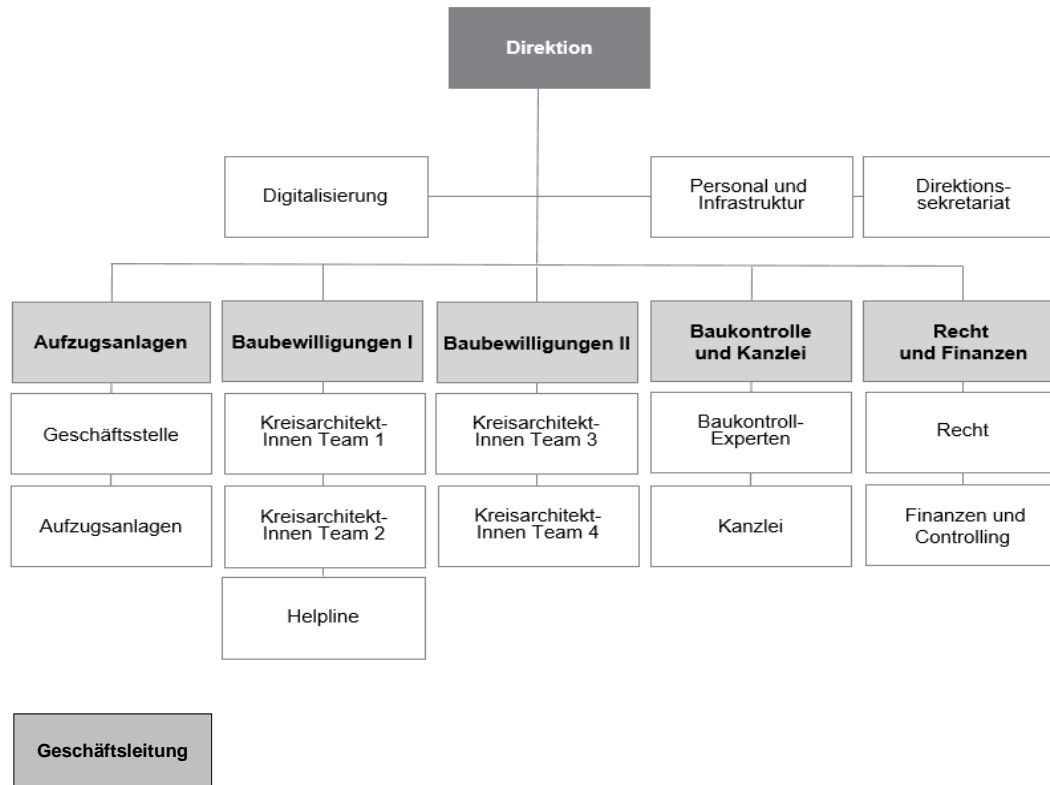 Direktion
Digitalisierung
Personal und
Infrastruktur
Direktions-
sekretariat
Aufzugsanlagen
Baubewilligungen I
Baubewilligungen II
Baukontrolle
und Kanzlei
Recht
und Finanzen
Geschäftsstelle
Kreisarchitekt-
Innen Team 1
Kreisarchitekt-
Innen Team 3
Baukontroll-
Experten
Recht
Aufzugsanlagen
Kreisarchitekt-
Innen Team 2
Kreisarchitekt-
Innen Team 4
Kanzlei
Finanzen und
Controlling
Helpline
Geschäftsleitung